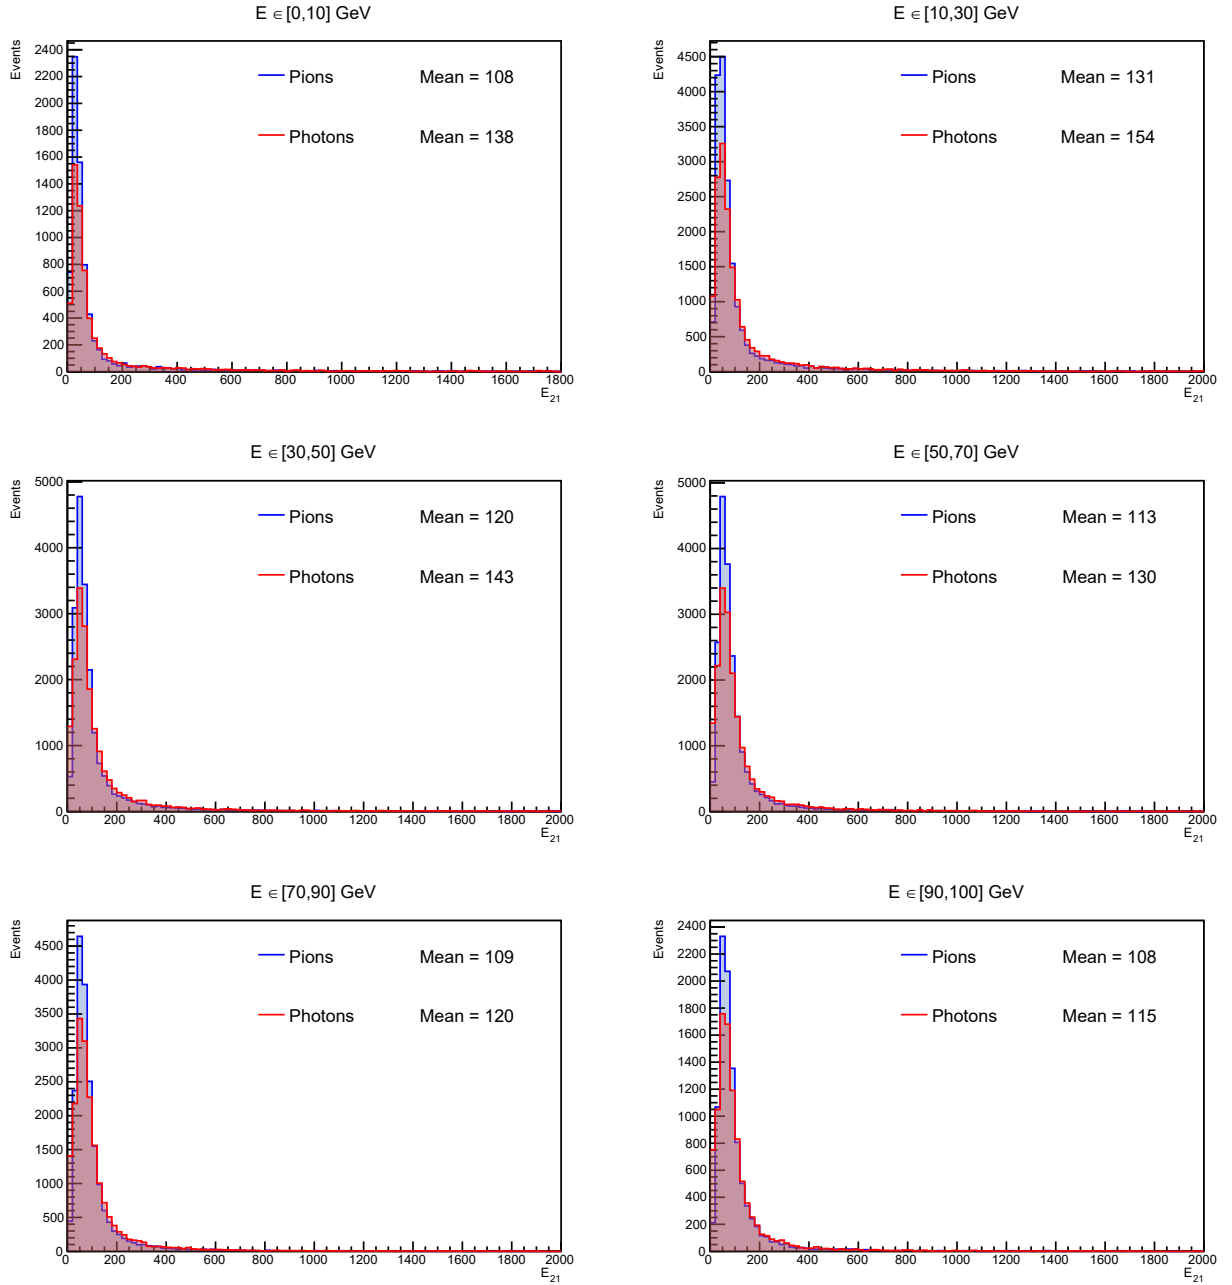 E ∈ [0,10] GeV
Events
2400
2200
2000
1800
1600
1400
1200
1000
800
600
400
200
0
Pions Mean = 108
Photons Mean = 138
0 200 400 600 800 1000 1200 1400 1600 1800
E21
E ∈ [10,30] GeV
Events
4500
4000
3500
3000
2500
2000
1500
1000
500
0
Pions Mean = 131
Photons Mean = 154
0 200 400 600 800 1000 1200 1400 1600 1800 2000
E21
E ∈ [30,50] GeV
Events
5000
4000
3000
2000
1000
0
Pions Mean = 120
Photons Mean = 143
0 200 400 600 800 1000 1200 1400 1600 1800 2000
E21
E ∈ [50,70] GeV
Events
5000
4000
3000
2000
1000
0
Pions Mean = 113
Photons Mean = 130
0 200 400 600 800 1000 1200 1400 1600 1800 2000
E21
E ∈ [70,90] GeV
Events
4500
4000
3500
3000
2500
2000
1500
1000
500
0
Pions Mean = 109
Photons Mean = 120
0 200 400 600 800 1000 1200 1400 1600 1800 2000
E21
E ∈ [90,100] GeV
Events
2400
2200
2000
1800
1600
1400
1200
1000
800
600
400
200
0
Pions Mean = 108
Photons Mean = 115
0 200 400 600 800 1000 1200 1400 1600 1800 2000
E21